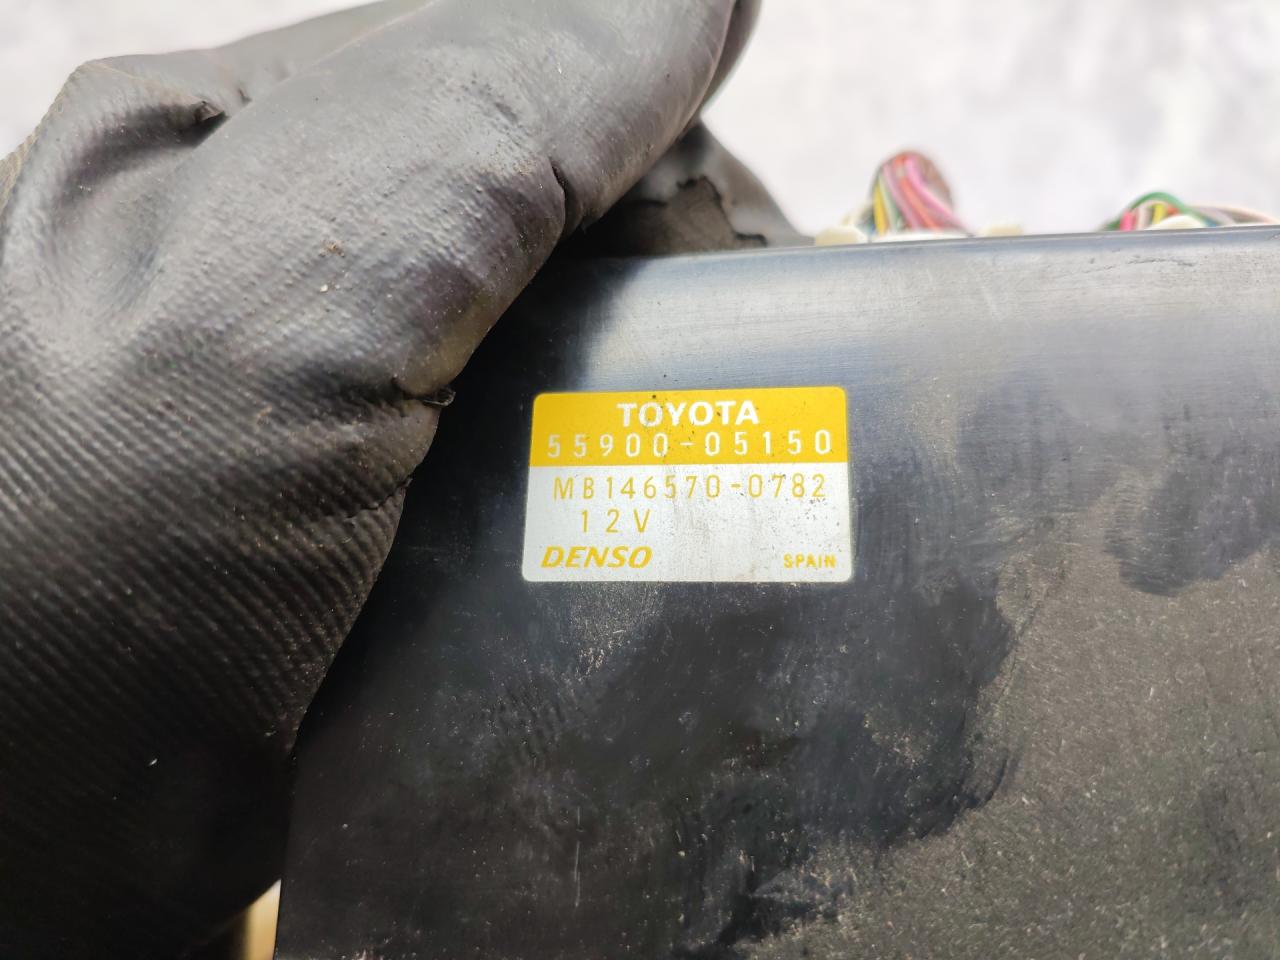 TOYOTA
55900-05150
MB146570-0782
12V
DENSO SPAIN